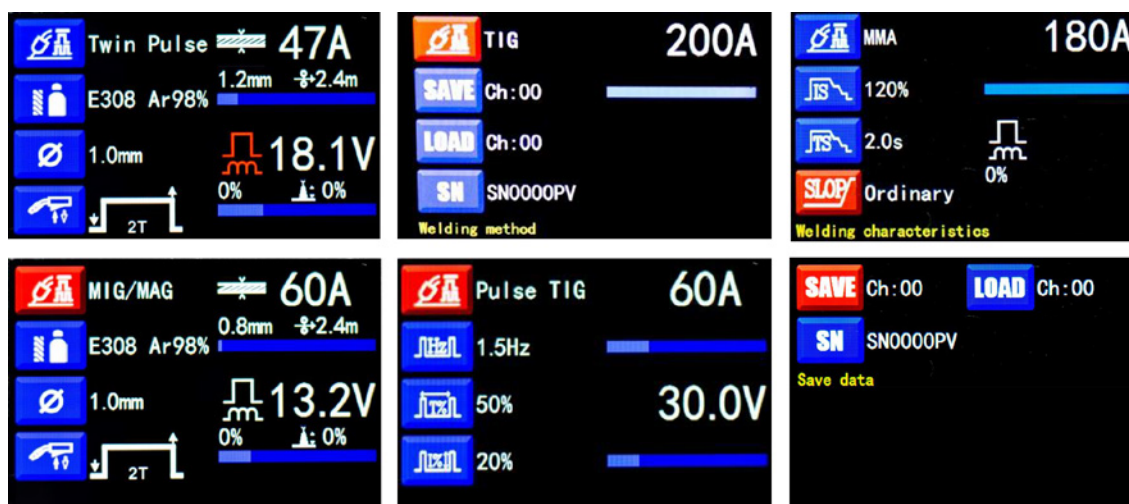 Twin Pulse 47A
1.2mm 2.4m
E308 Ar98%
1.0mm 18.1V
0% 0%
2T
TIG 200A
SAVE Ch:00
LOAD Ch:00
SN SN0000PV
Welding method
MMA 180A
IS 120%
TS 2.0s
0%
SLOP Ordinary
Welding characteristics
MIG/MAG 60A
0.8mm 2.4m
E308 Ar98%
1.0mm 13.2V
0% 0%
2T
Pulse TIG 60A
Hz 1.5Hz
T% 50% 30.0V
I% 20%
SAVE Ch:00 LOAD Ch:00
SN SN0000PV
Save data